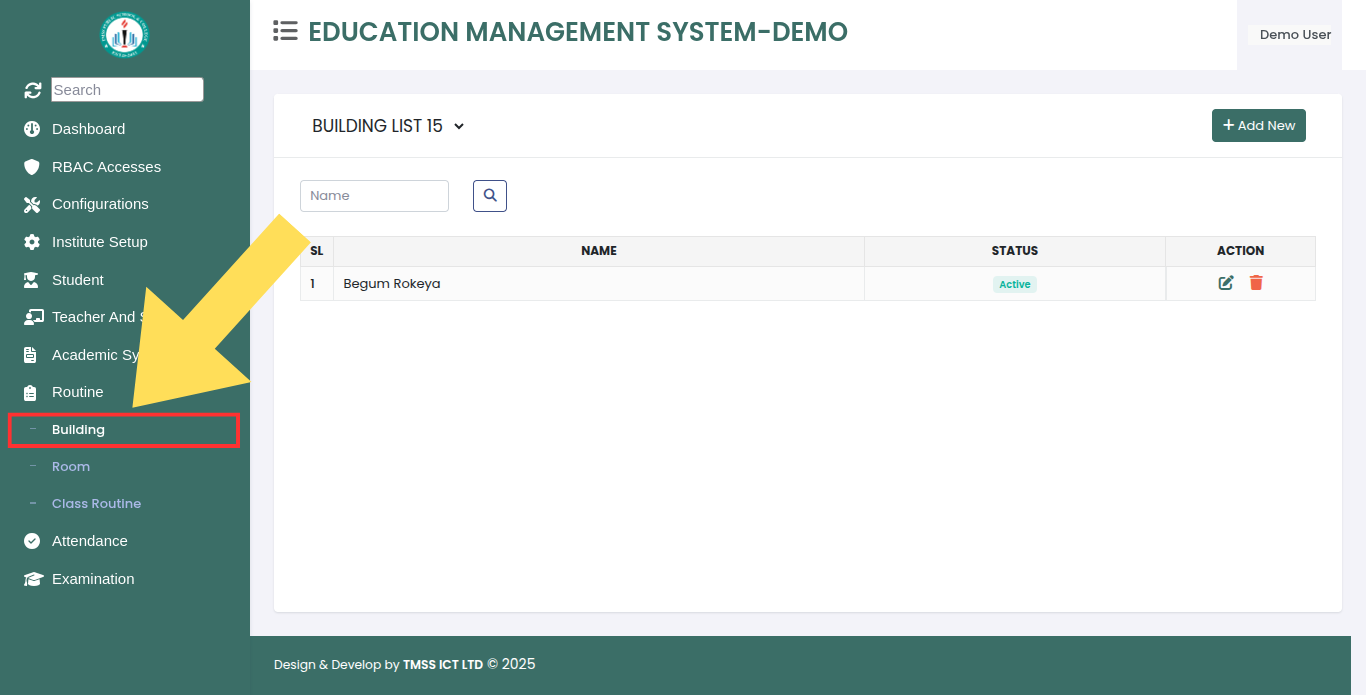 EDUCATION MANAGEMENT SYSTEM-DEMO
Demo User
Search
Dashboard
RBAC Accesses
Configurations
Institute Setup
Student
Teacher And
Academic Sy
Routine
Building
Room
Class Routine
Attendance
Examination
BUILDING LIST 15
+ Add New
Name
SL NAME STATUS ACTION
1 Begum Rokeya Active
Design & Develop by TMSS ICT LTD © 2025